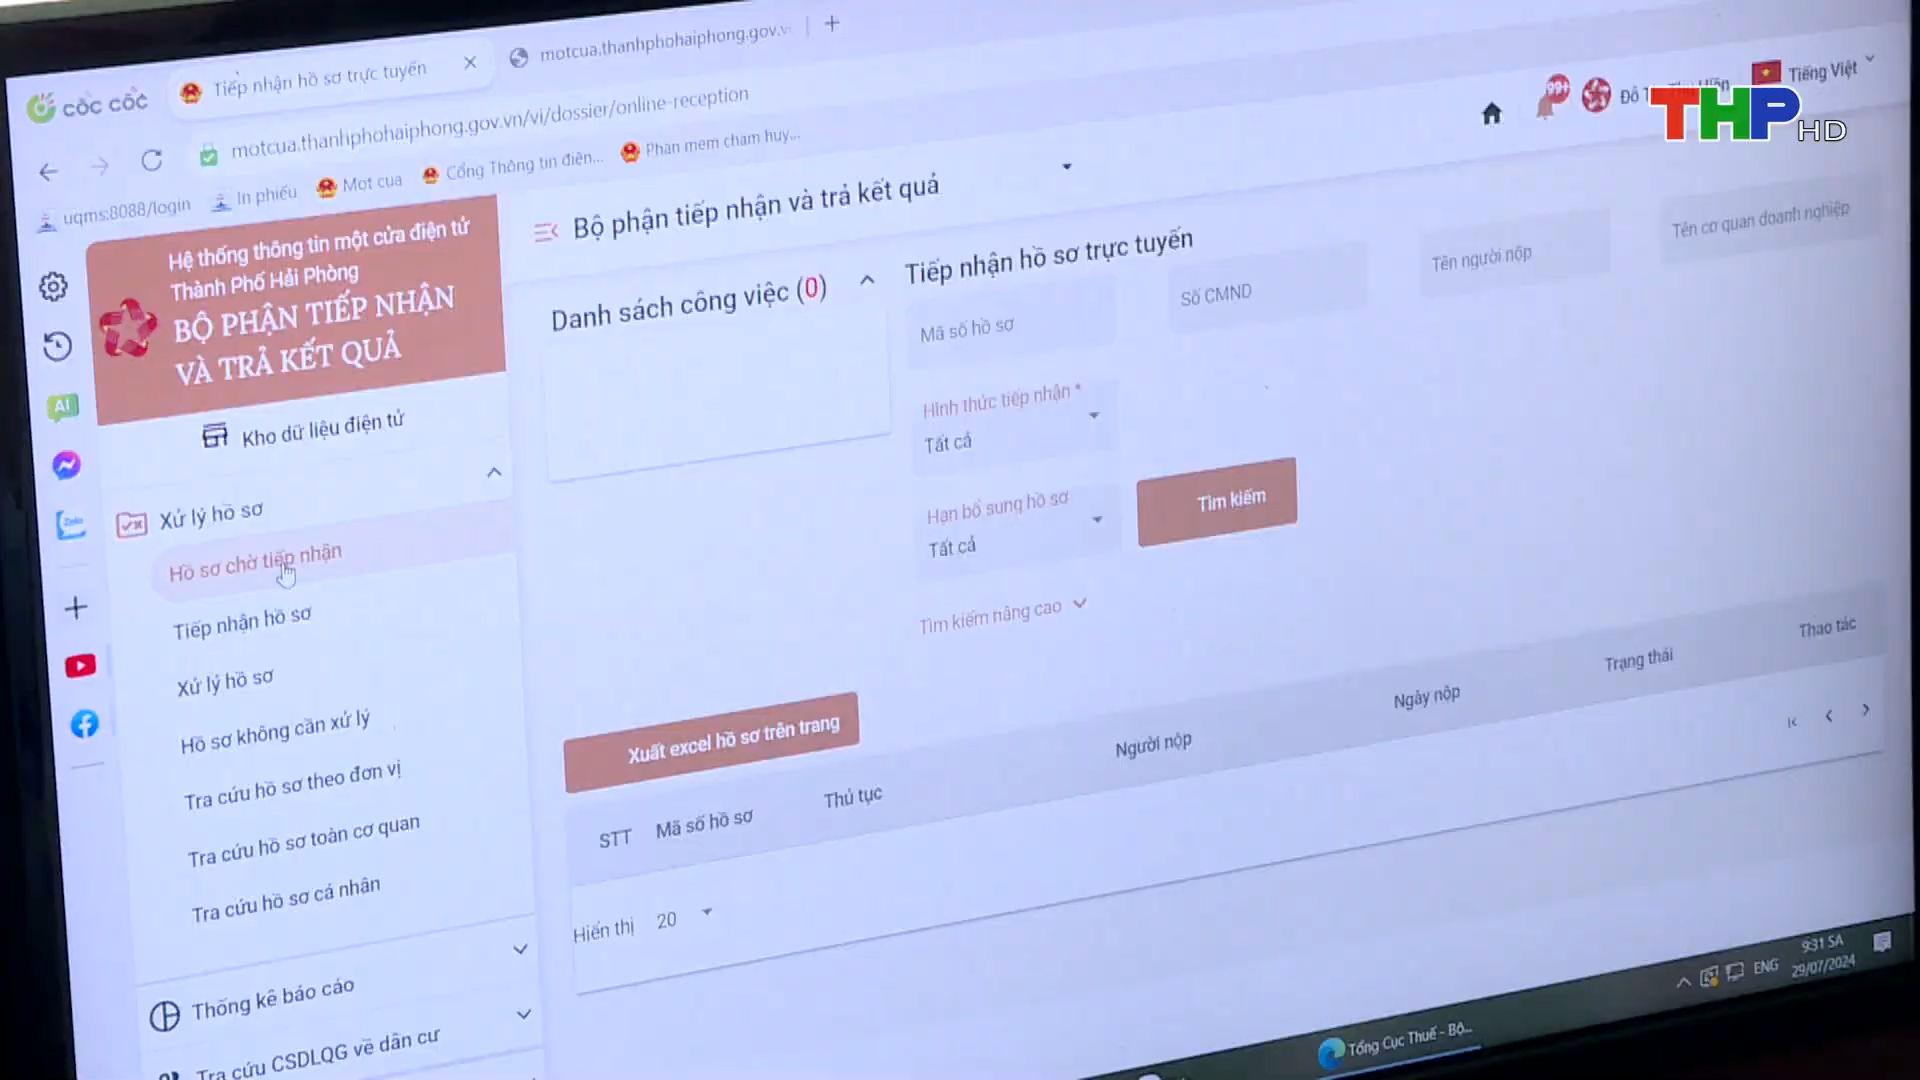 cốc cốc
Tiếp nhận hồ sơ trực tuyến
motcua.thanhphohaiphong.gov.v
motcua.thanhphohaiphong.gov.vn/vi/dossier/online-reception
uqms:8088/login
In phiếu
Mot cua
Cổng Thông tin điện...
Phan mem cham huy...
99+
Đỗ T
Tiếng Việt
THP HD
Hệ thống thông tin một cửa điện tử
Thành Phố Hải Phòng
BỘ PHẬN TIẾP NHẬN
VÀ TRẢ KẾT QUẢ
Bộ phận tiếp nhận và trả kết quả
Danh sách công việc (0)
Tiếp nhận hồ sơ trực tuyến
Mã số hồ sơ
Số CMND
Tên người nộp
Tên cơ quan doanh nghiệp
Hình thức tiếp nhận *
Tất cả
Hạn bổ sung hồ sơ
Tất cả
Tìm kiếm
Tìm kiếm nâng cao
AI
Zalo
Kho dữ liệu điện tử
Xử lý hồ sơ
Hồ sơ chờ tiếp nhận
Tiếp nhận hồ sơ
Xử lý hồ sơ
Hồ sơ không cần xử lý
Tra cứu hồ sơ theo đơn vị
Tra cứu hồ sơ toàn cơ quan
Tra cứu hồ sơ cá nhân
Thống kê báo cáo
Tra cứu CSDLQG về dân cư
Xuất excel hồ sơ trên trang
STT
Mã số hồ sơ
Thủ tục
Người nộp
Ngày nộp
Trạng thái
Thao tác
Hiển thị 20
Tổng Cục Thuế - Bộ...
ENG
9:31 SA
29/07/2024